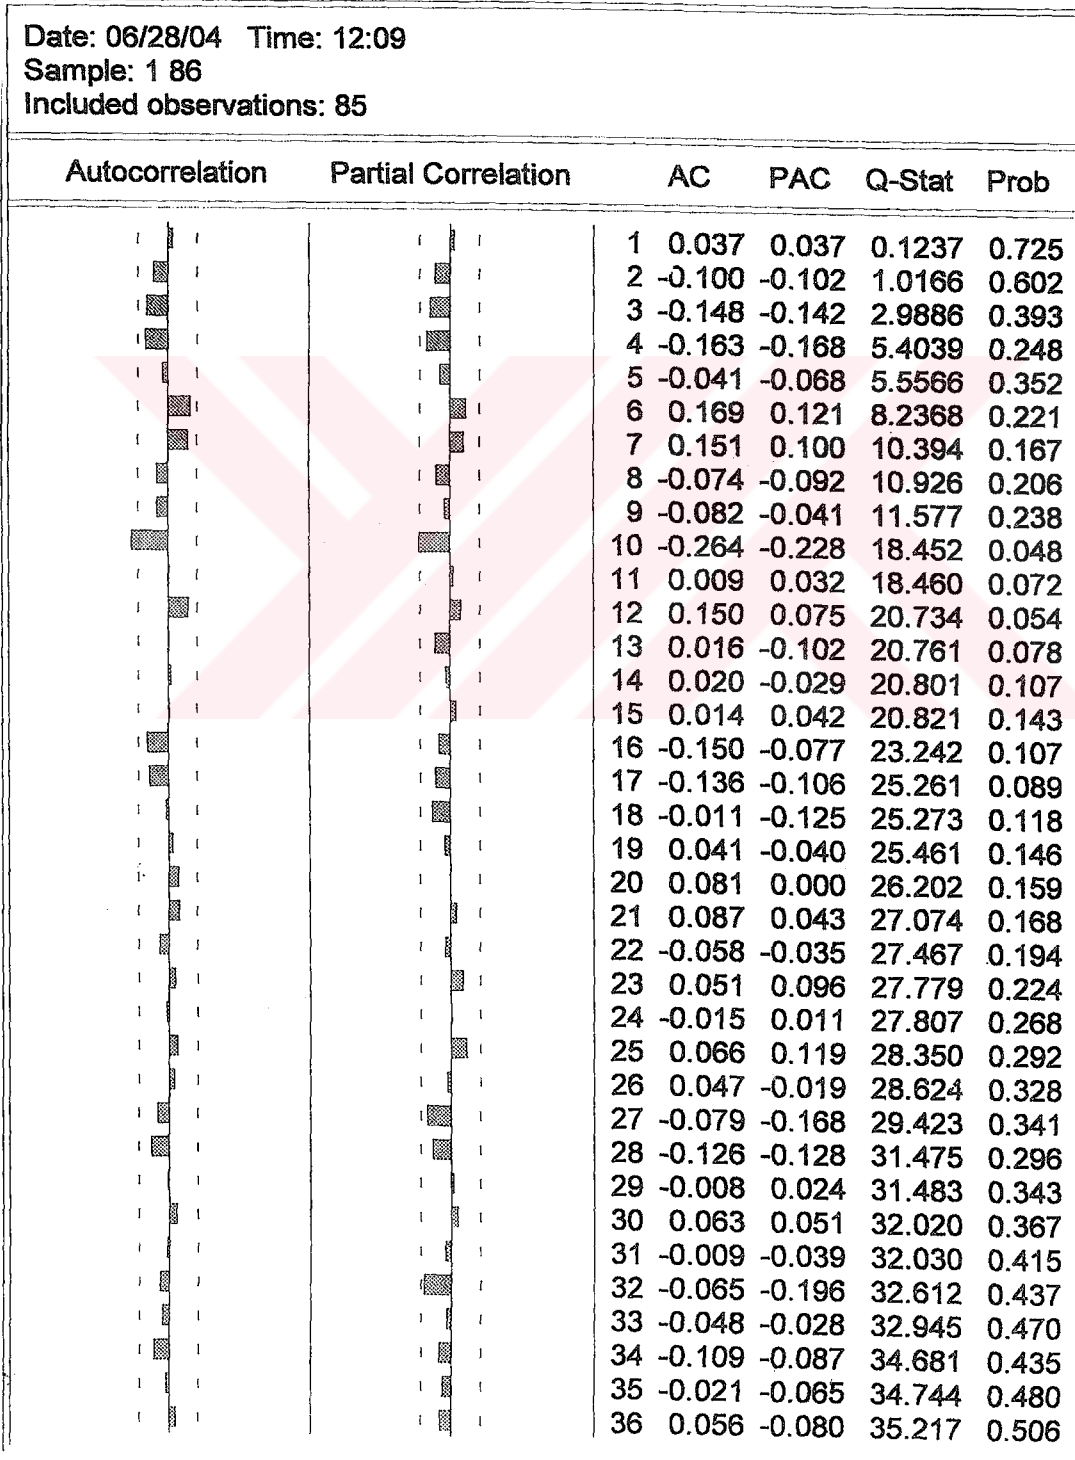 Date: 06/28/04 Time: 12:09
Sample: 1 86
Included observations: 85
Autocorrelation Partial Correlation AC PAC Q-Stat Prob
1 0.037 0.037 0.1237 0.725
2 -0.100 -0.102 1.0166 0.602
3 -0.148 -0.142 2.9886 0.393
4 -0.163 -0.168 5.4039 0.248
5 -0.041 -0.068 5.5566 0.352
6 0.169 0.121 8.2368 0.221
7 0.151 0.100 10.394 0.167
8 -0.074 -0.092 10.926 0.206
9 -0.082 -0.041 11.577 0.238
10 -0.264 -0.228 18.452 0.048
11 0.009 0.032 18.460 0.072
12 0.150 0.075 20.734 0.054
13 0.016 -0.102 20.761 0.078
14 0.020 -0.029 20.801 0.107
15 0.014 0.042 20.821 0.143
16 -0.150 -0.077 23.242 0.107
17 -0.136 -0.106 25.261 0.089
18 -0.011 -0.125 25.273 0.118
19 0.041 -0.040 25.461 0.146
20 0.081 0.000 26.202 0.159
21 0.087 0.043 27.074 0.168
22 -0.058 -0.035 27.467 0.194
23 0.051 0.096 27.779 0.224
24 -0.015 0.011 27.807 0.268
25 0.066 0.119 28.350 0.292
26 0.047 -0.019 28.624 0.328
27 -0.079 -0.168 29.423 0.341
28 -0.126 -0.128 31.475 0.296
29 -0.008 0.024 31.483 0.343
30 0.063 0.051 32.020 0.367
31 -0.009 -0.039 32.030 0.415
32 -0.065 -0.196 32.612 0.437
33 -0.048 -0.028 32.945 0.470
34 -0.109 -0.087 34.681 0.435
35 -0.021 -0.065 34.744 0.480
36 0.056 -0.080 35.217 0.506